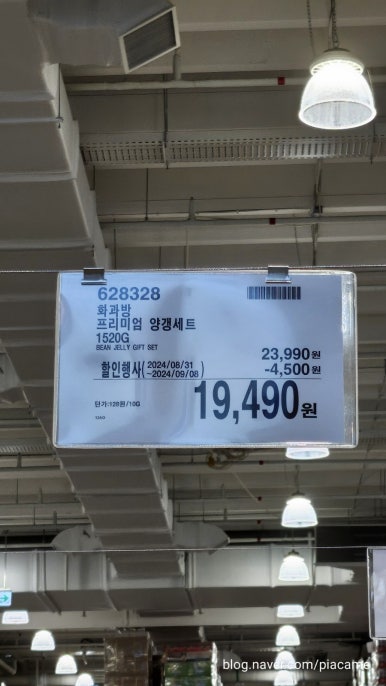 628328
화과방
프리미엄 양갱세트
1520G
BEAN JELLY GIFT SET
23,990원
할인행사(2024/08/31 ~2024/09/08) -4,500원
19,490원
단가:128원/10G
blog.naver.com/piacame